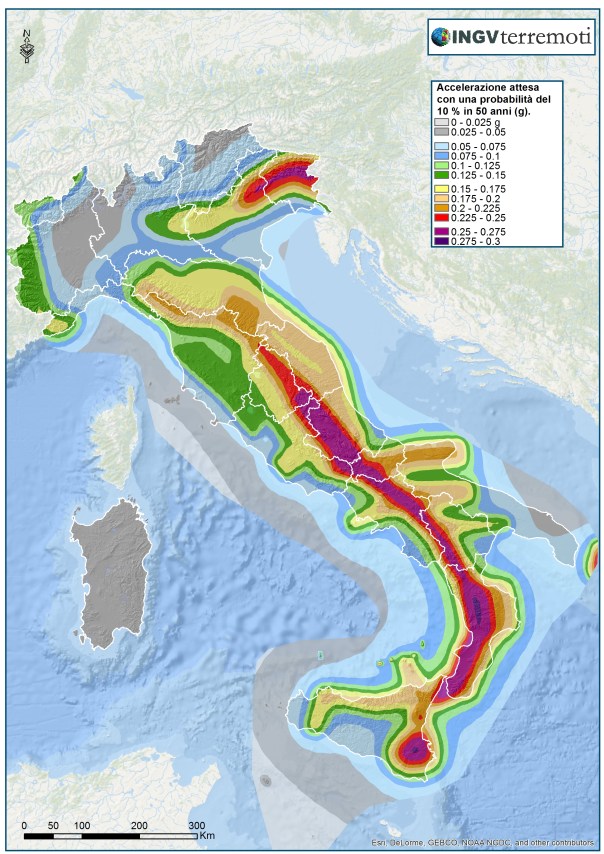 INGVterremoti
N
Accelerazione attesa
con una probabilità del
10 % in 50 anni (g).
0 - 0.025 g
0.025 - 0.05
0.05 - 0.075
0.075 - 0.1
0.1 - 0.125
0.125 - 0.15
0.15 - 0.175
0.175 - 0.2
0.2 - 0.225
0.225 - 0.25
0.25 - 0.275
0.275 - 0.3
0 50 100 200 300
Km
Esri, DeLorme, GEBCO, NOAA NGDC, and other contributors